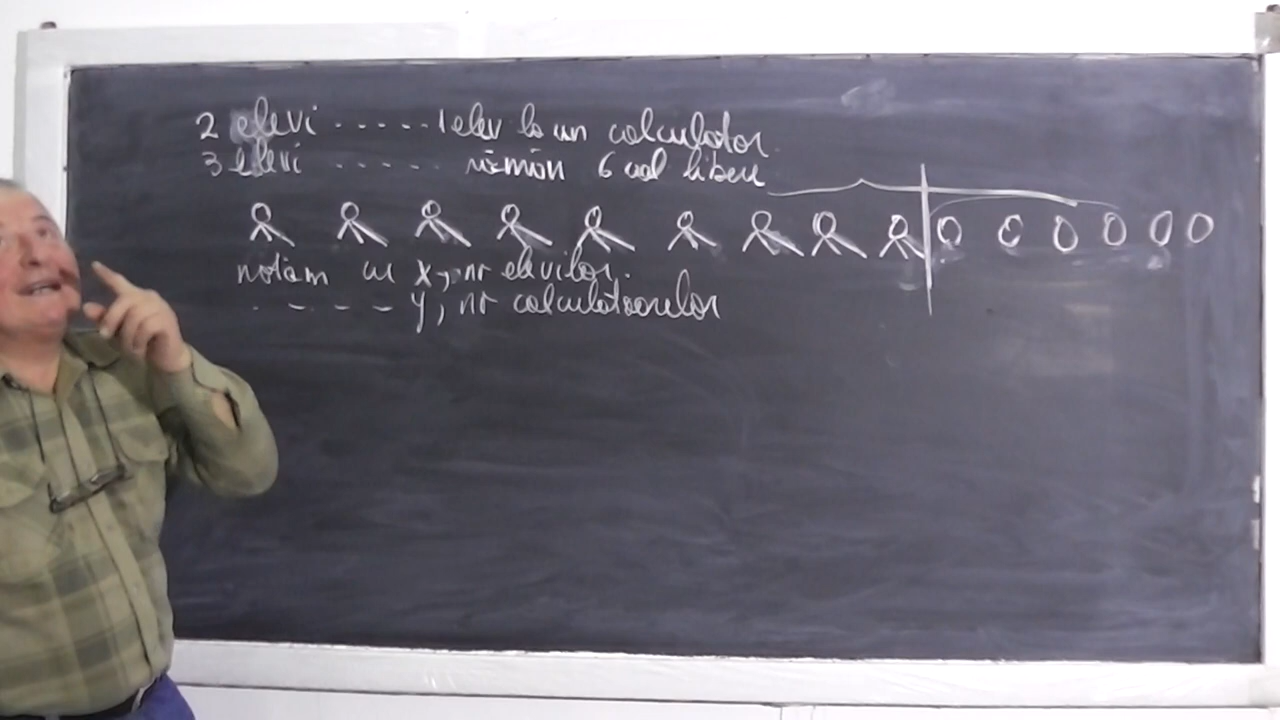 2 elevi ..... 1 elev la un calculator
3 elevi ..... rămân 6 cal libere
notăm cu x, nr elevilor.
. - - - - y, nr calculatoarelor